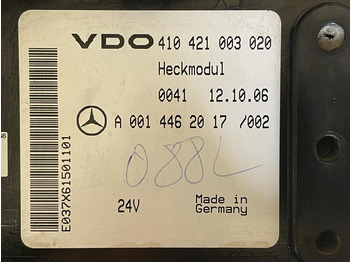 VDO 410 421 003 020
Heckmodul
0041 12.10.06
A 001 446 20 17 /002
088L
24V Made in
Germany
E037X61501101